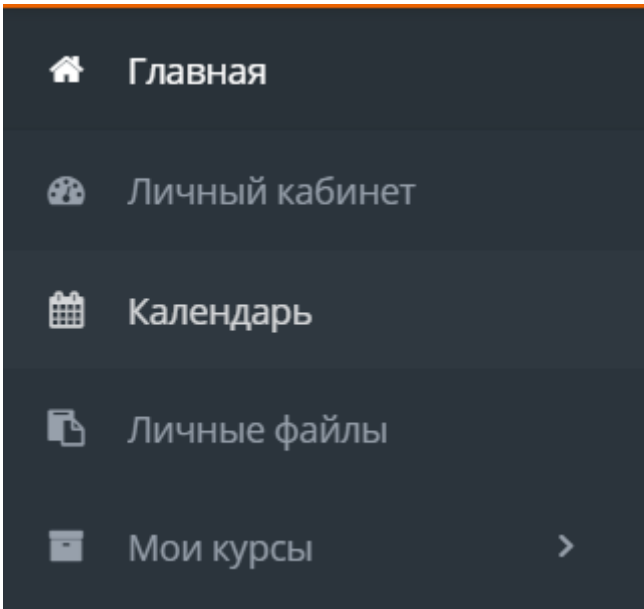 Главная
Личный кабинет
Календарь
Личные файлы
Мои курсы